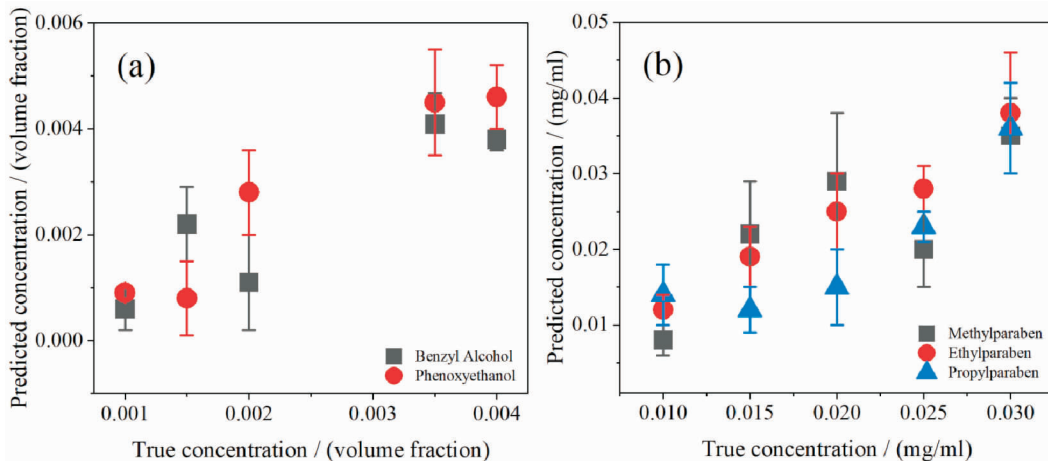 (a)
Predicted concentration / (volume fraction)
0.006
0.004
0.002
0.000
Benzyl Alcohol
Phenoxyethanol
0.001 0.002 0.003 0.004
True concentration / (volume fraction)
(b)
Predicted concentration / (mg/ml)
0.05
0.04
0.03
0.02
0.01
Methylparaben
Ethylparaben
Propylparaben
0.010 0.015 0.020 0.025 0.030
True concentration / (mg/ml)